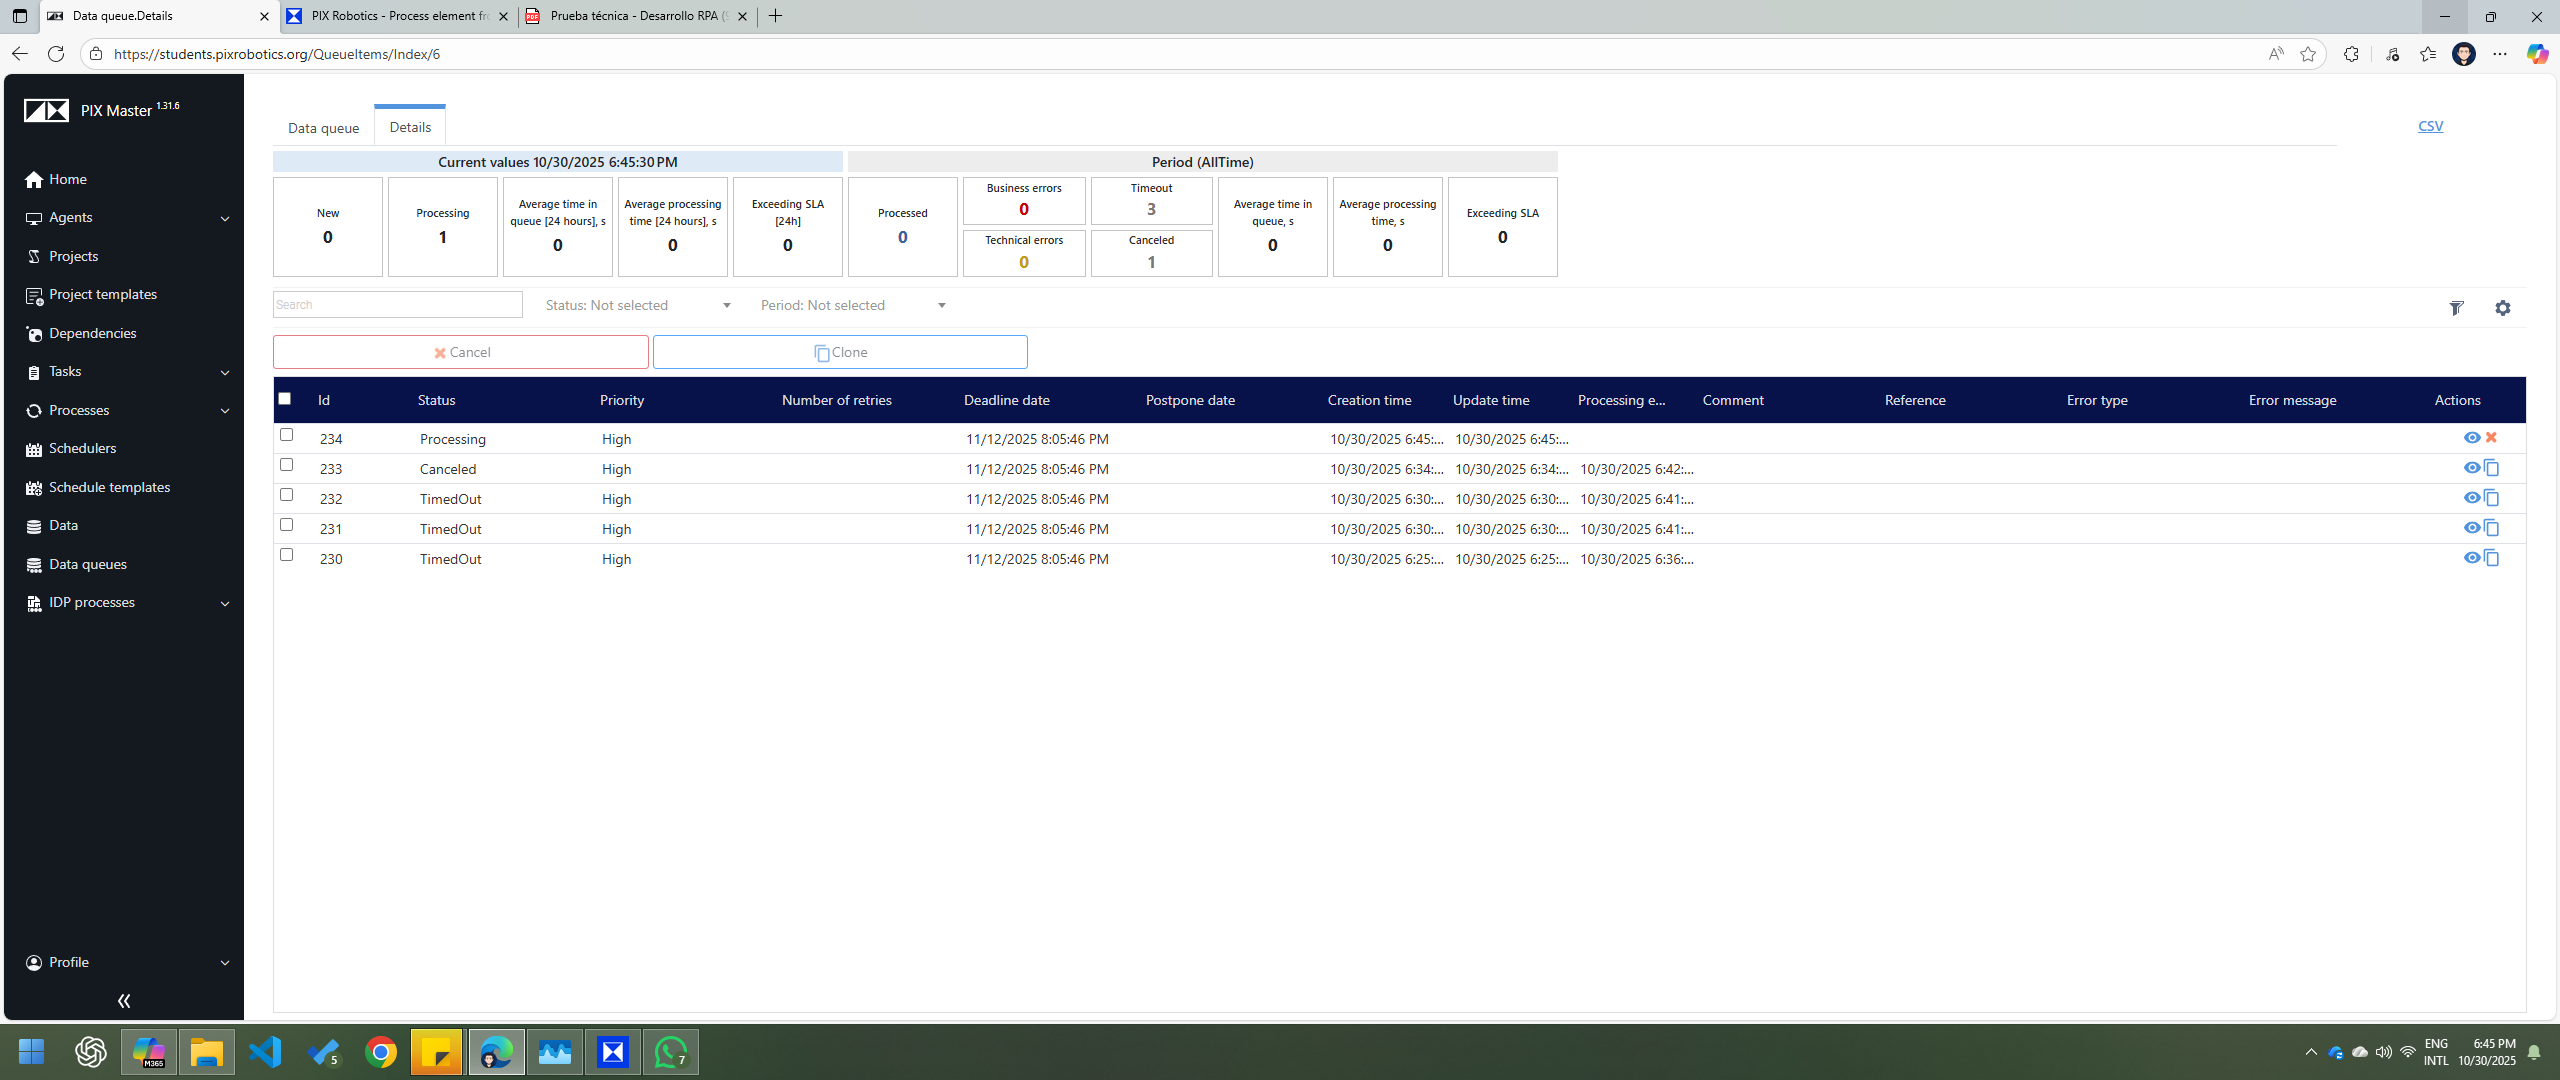 Data queue.Details
PIX Robotics - Process element fr
Prueba técnica - Desarrollo RPA (
https://students.pixrobotics.org/QueueItems/Index/6
PIX Master 1.31.6
Home
Agents
Projects
Project templates
Dependencies
Tasks
Processes
Schedulers
Schedule templates
Data
Data queues
IDP processes
Profile
Data queue
Details
CSV
Current values 10/30/2025 6:45:30 PM
Period (AllTime)
New
0
Processing
1
Average time in
queue [24 hours], s
0
Average processing
time [24 hours], s
0
Exceeding SLA
[24h]
0
Processed
0
Business errors
0
Technical errors
0
Timeout
3
Canceled
1
Average time in
queue, s
0
Average processing
time, s
0
Exceeding SLA
0
Search
Status: Not selected
Period: Not selected
Cancel
Clone
Id Status Priority Number of retries Deadline date Postpone date Creation time Update time Processing e... Comment Reference Error type Error message Actions
234 Processing High 11/12/2025 8:05:46 PM 10/30/2025 6:45:... 10/30/2025 6:45:...
233 Canceled High 11/12/2025 8:05:46 PM 10/30/2025 6:34:... 10/30/2025 6:34:... 10/30/2025 6:42:...
232 TimedOut High 11/12/2025 8:05:46 PM 10/30/2025 6:30:... 10/30/2025 6:30:... 10/30/2025 6:41:...
231 TimedOut High 11/12/2025 8:05:46 PM 10/30/2025 6:30:... 10/30/2025 6:30:... 10/30/2025 6:41:...
230 TimedOut High 11/12/2025 8:05:46 PM 10/30/2025 6:25:... 10/30/2025 6:25:... 10/30/2025 6:36:...
M365
5
7
ENG
INTL
6:45 PM
10/30/2025